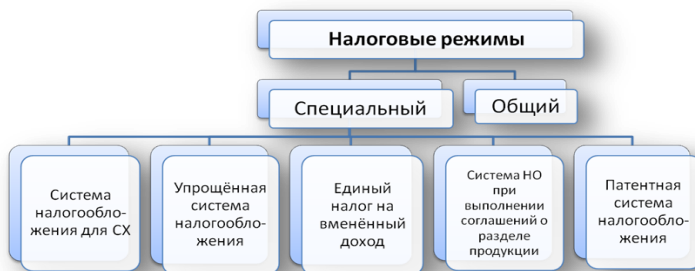 Налоговые режимы
Специальный
Общий
Система
налогообло-
жения для СХ
Упрощённая
система
налогообло-
жения
Единый
налог на
вменённый
доход
Система НО
при
выполнении
соглашений о
разделе
продукции
Патентная
система
налогообло-
жения